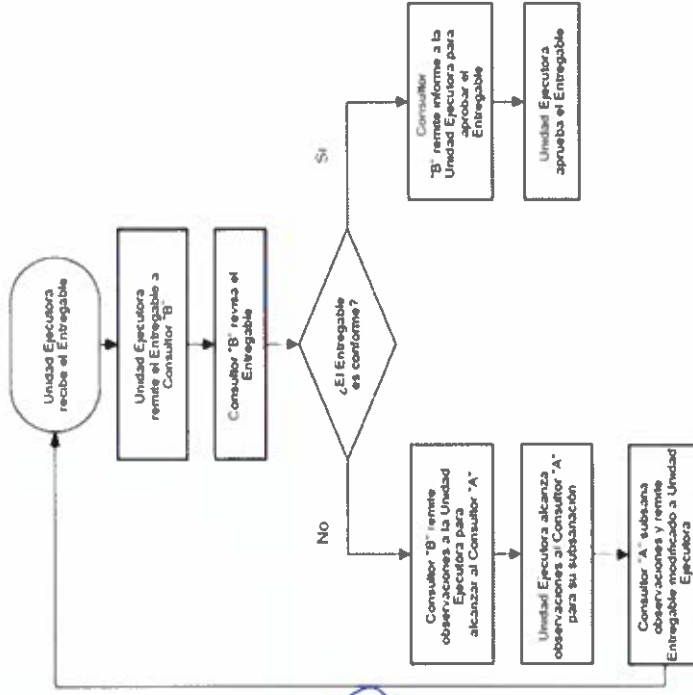 Unidad Ejecutora
recibe el Entregable
Unidad Ejecutora
remite el Entregable a
Consultor "B"
Consultor "B" revisa el
Entregable
¿El Entregable
es conforme?
No
Consultor "B" remite
observaciones a la Unidad
Ejecutora para
alcanzar al Consultor "A"
Unidad Ejecutora alcanza
observaciones al Consultor "A"
para su subsanación
Consultor "A" subsana
observaciones y remite
Entregable modificado a Unidad
Ejecutora
Si
Consultor
"B" remite informe a la
Unidad Ejecutora para
aprobar el
Entregable
Unidad Ejecutora
aprueba el Entregable